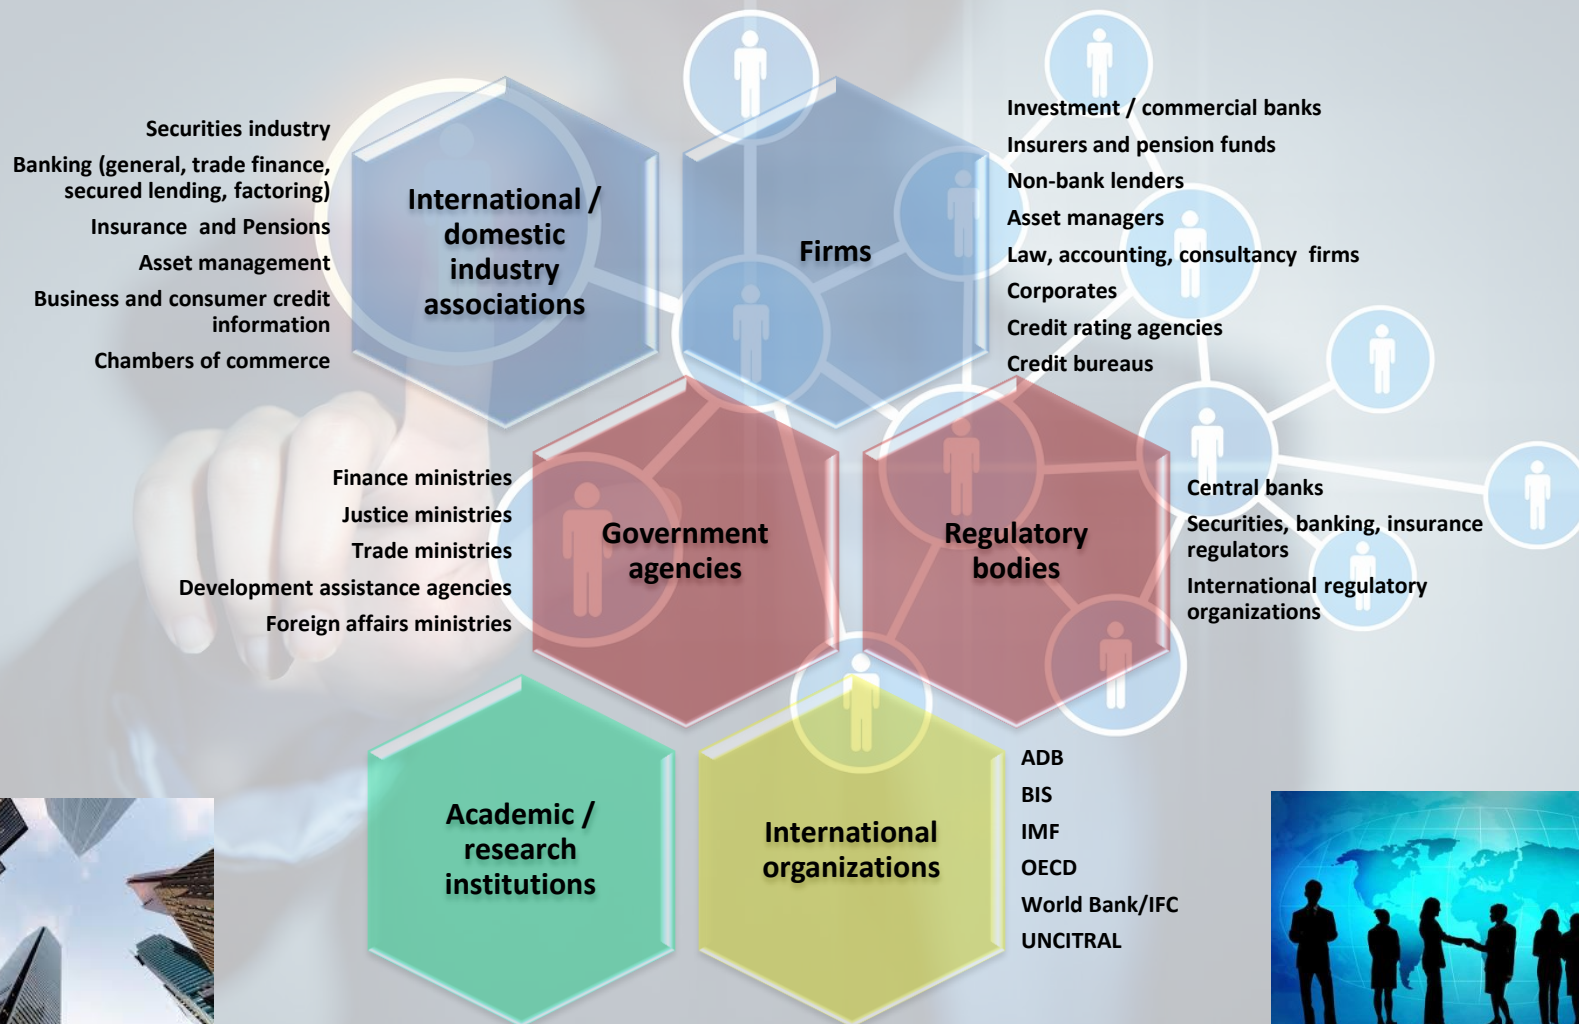 Securities industry
Banking (general, trade finance,
secured lending, factoring)
Insurance and Pensions
Asset management
Business and consumer credit
information
Chambers of commerce
International /
domestic
industry
associations
Firms
Investment / commercial banks
Insurers and pension funds
Non-bank lenders
Asset managers
Law, accounting, consultancy firms
Corporates
Credit rating agencies
Credit bureaus
Finance ministries
Justice ministries
Trade ministries
Development assistance agencies
Foreign affairs ministries
Government
agencies
Regulatory
bodies
Central banks
Securities, banking, insurance
regulators
International regulatory
organizations
Academic /
research
institutions
International
organizations
ADB
BIS
IMF
OECD
World Bank/IFC
UNCITRAL